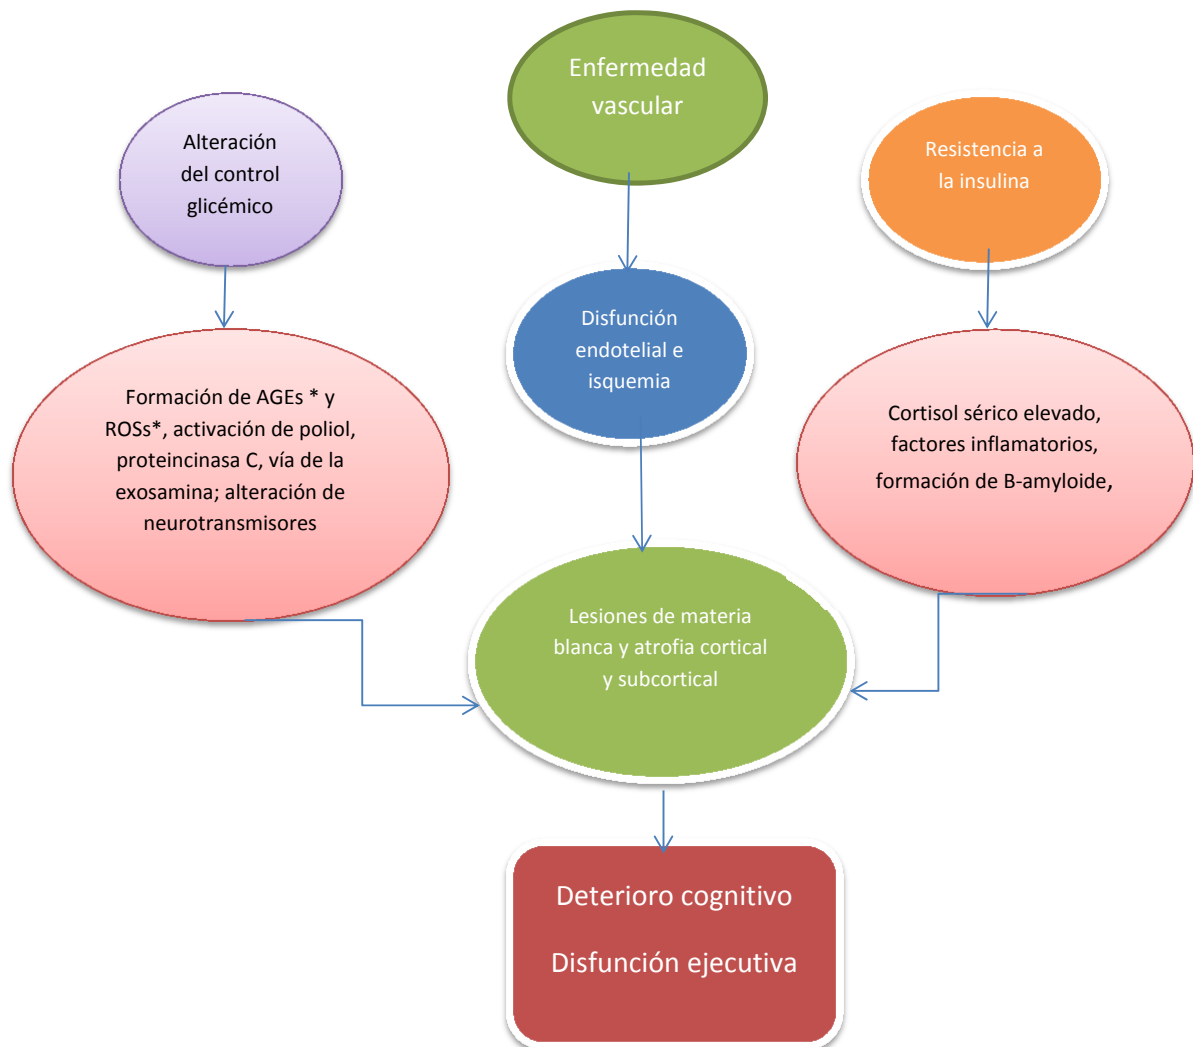 Enfermedad
vascular
Alteración
del control
glicémico
Resistencia a
la insulina
Disfunción
endotelial e
isquemia
Formación de AGEs * y
ROSs*, activación de poliol,
proteincinasa C, vía de la
exosamina; alteración de
neurotransmisores
Cortisol sérico elevado,
factores inflamatorios,
formación de B-amyloide,
Lesiones de materia
blanca y atrofia cortical
y subcortical
Deterioro cognitivo
Disfunción ejecutiva